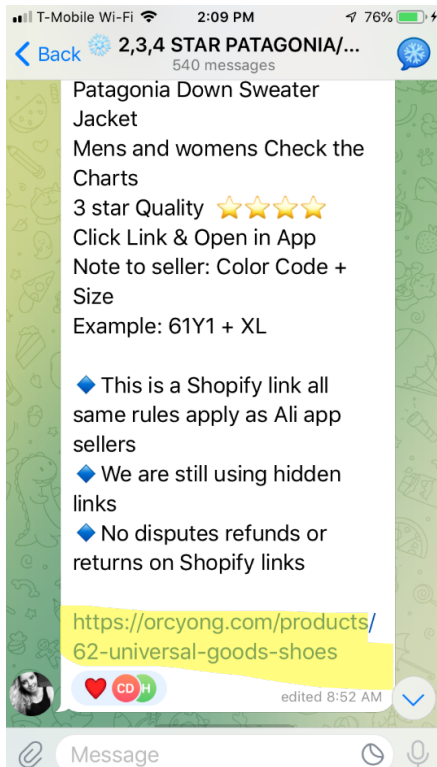 T-Mobile Wi-Fi 2:09 PM 76%
Back ❄️ 2,3,4 STAR PATAGONIA/...
540 messages
Patagonia Down Sweater
Jacket
Mens and womens Check the
Charts
3 star Quality ⭐⭐⭐⭐
Click Link & Open in App
Note to seller: Color Code +
Size
Example: 61Y1 + XL
🔹This is a Shopify link all
same rules apply as Ali app
sellers
🔹We are still using hidden
links
🔹No disputes refunds or
returns on Shopify links
https://orcyong.com/products/
62-universal-goods-shoes
❤️ CD H
edited 8:52 AM
Message